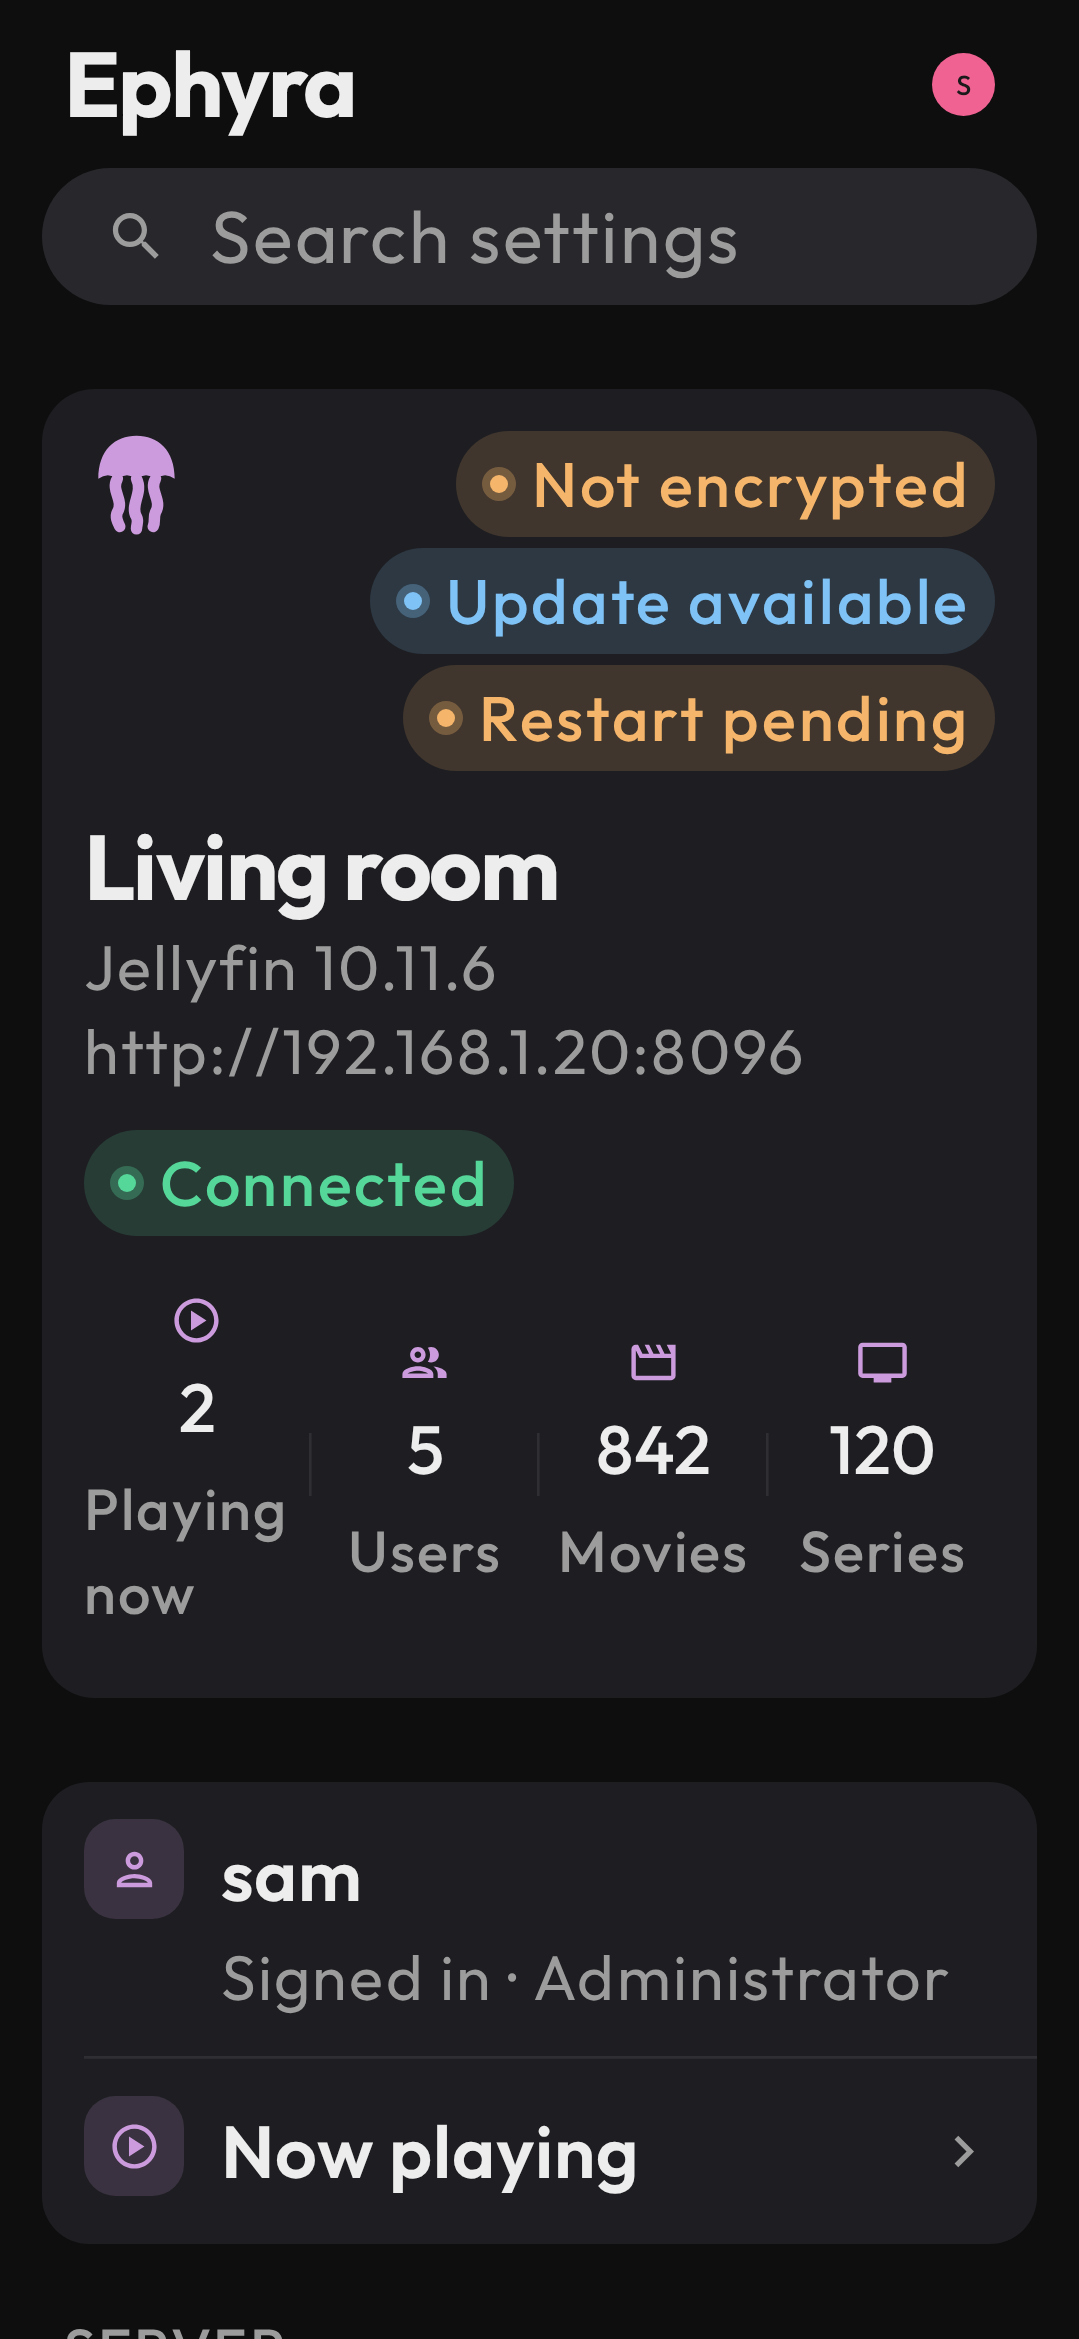 Ephyra
S
Search settings
Not encrypted
Update available
Restart pending
Living room
Jellyfin 10.11.6
http://192.168.1.20:8096
Connected
2
5
842
120
Playing now
Users
Movies
Series
sam
Signed in · Administrator
Now playing
SERVER